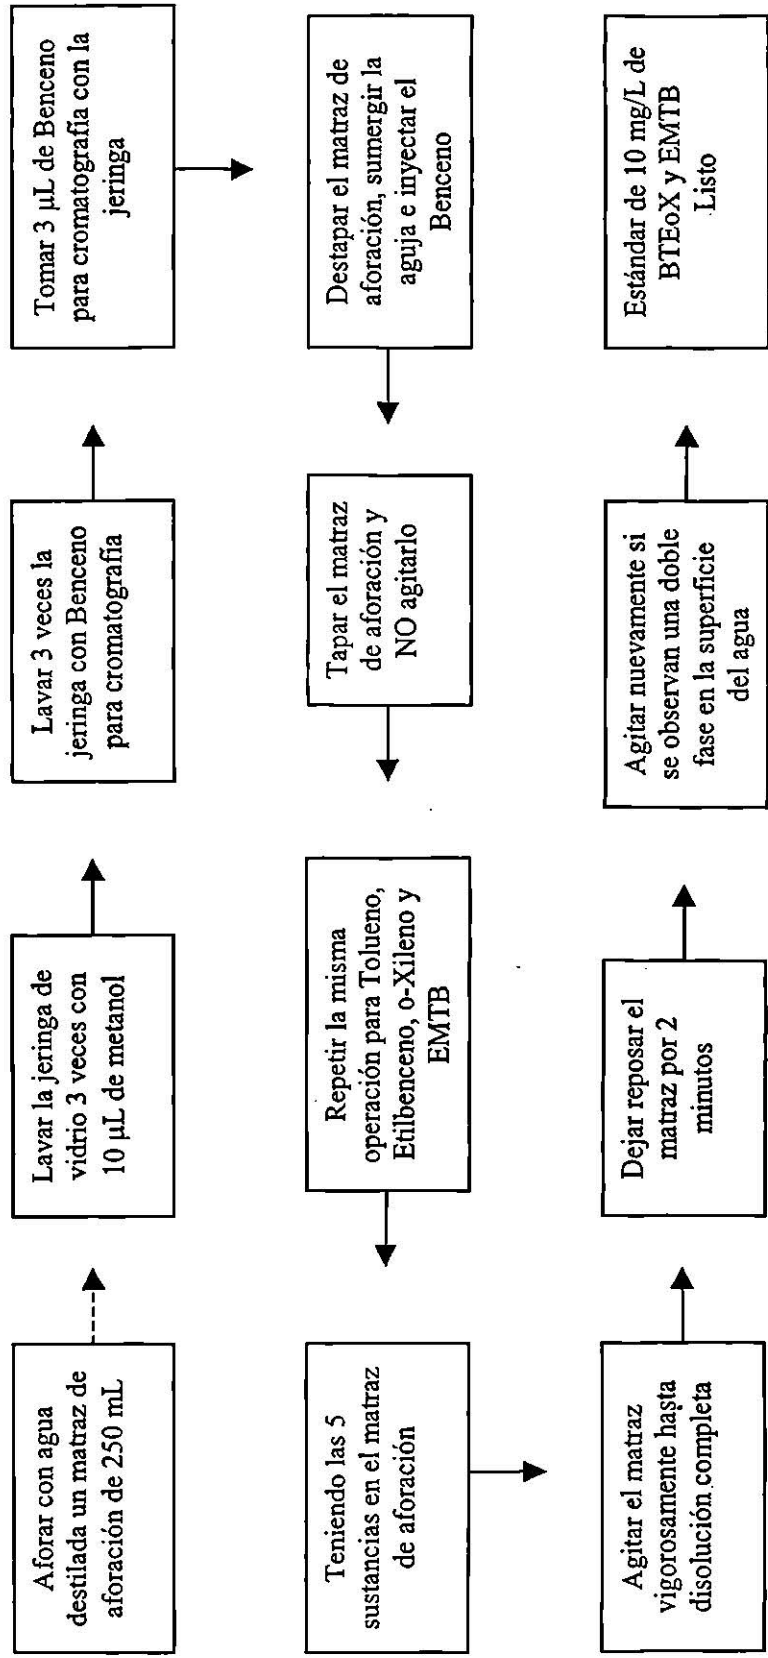 Aforar con agua
destilada un matraz de
aforación de 250 mL
Lavar la jeringa de
vidrio 3 veces con
10 µL de metanol
Lavar 3 veces la
jeringa con Benceno
para cromatografía
Tomar 3 µL de Benceno
para cromatografía con la
jeringa
Destapar el matraz de
aforación, sumergir la
aguja e inyectar el
Benceno
Tapar el matraz
de aforación y
NO agitarlo
Repetir la misma
operación para Tolueno,
Etilbenceno, o-Xileno y
EMTB
Teniendo las 5
sustancias en el matraz
de aforación
Agitar el matraz
vigorosamente hasta
disolución completa
Dejar reposar el
matraz por 2
minutos
Agitar nuevamente si
se observan una doble
fase en la superficie
del agua
Estándar de 10 mg/L de
BTEoX y EMTB
Listo